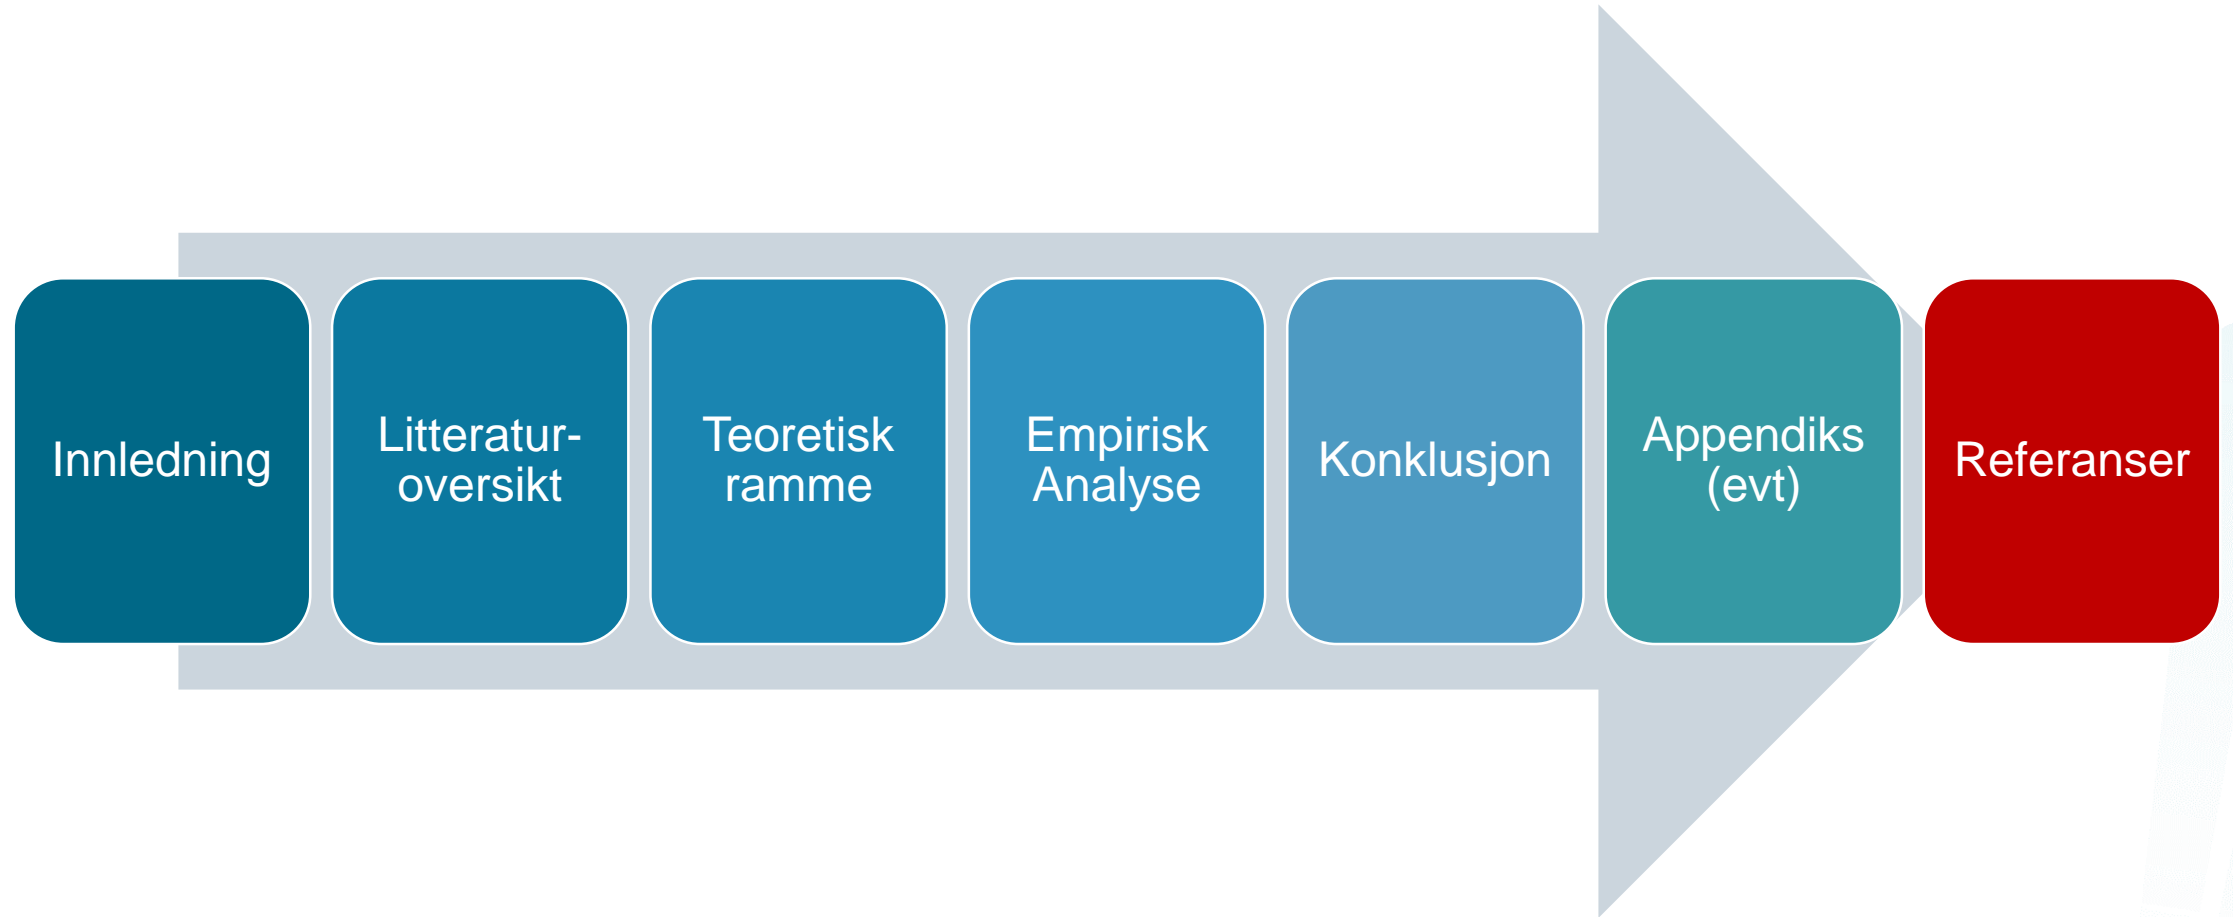 Innledning
Litteratur-
oversikt
Teoretisk
ramme
Empirisk
Analyse
Konklusjon
Appendiks
(evt)
Referanser